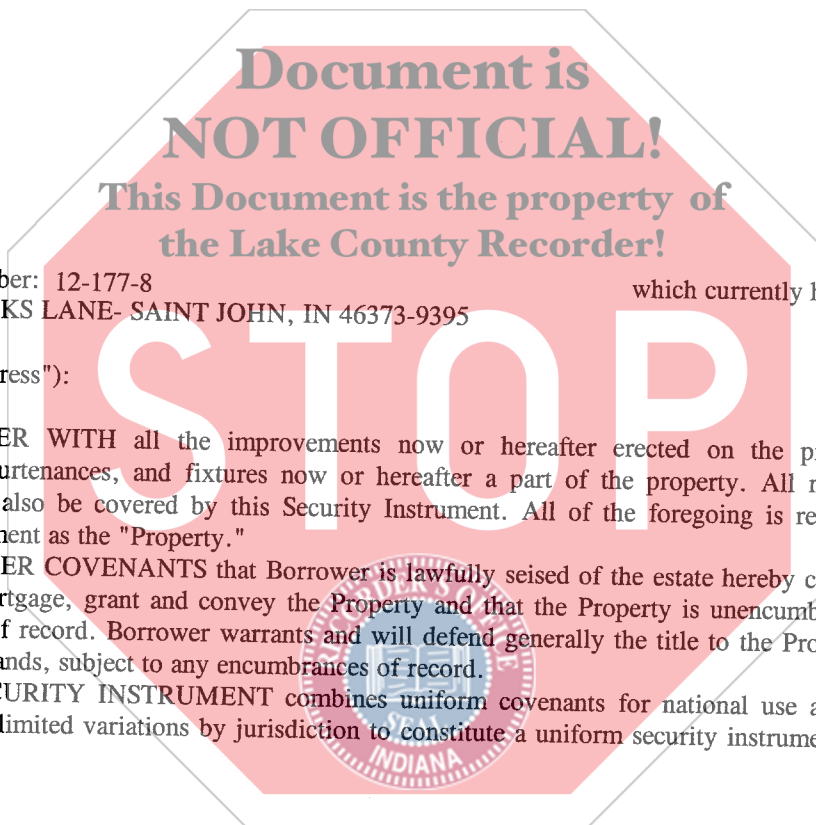 Document is
NOT OFFICIAL!
This Document is the property of
the Lake County Recorder!
ber: 12-177-8 which currently h
KS LANE- SAINT JOHN, IN 46373-9395
ress"):
STOP
ER WITH all the improvements now or hereafter erected on the p
urtenances, and fixtures now or hereafter a part of the property. All r
also be covered by this Security Instrument. All of the foregoing is re
ment as the "Property."
ER COVENANTS that Borrower is lawfully seised of the estate hereby c
rtgage, grant and convey the Property and that the Property is unencumb
f record. Borrower warrants and will defend generally the title to the Pro
ands, subject to any encumbrances of record.
CURITY INSTRUMENT combines uniform covenants for national use a
limited variations by jurisdiction to constitute a uniform security instrume
RECORDER'S OFFICE
SEAL
INDIANA